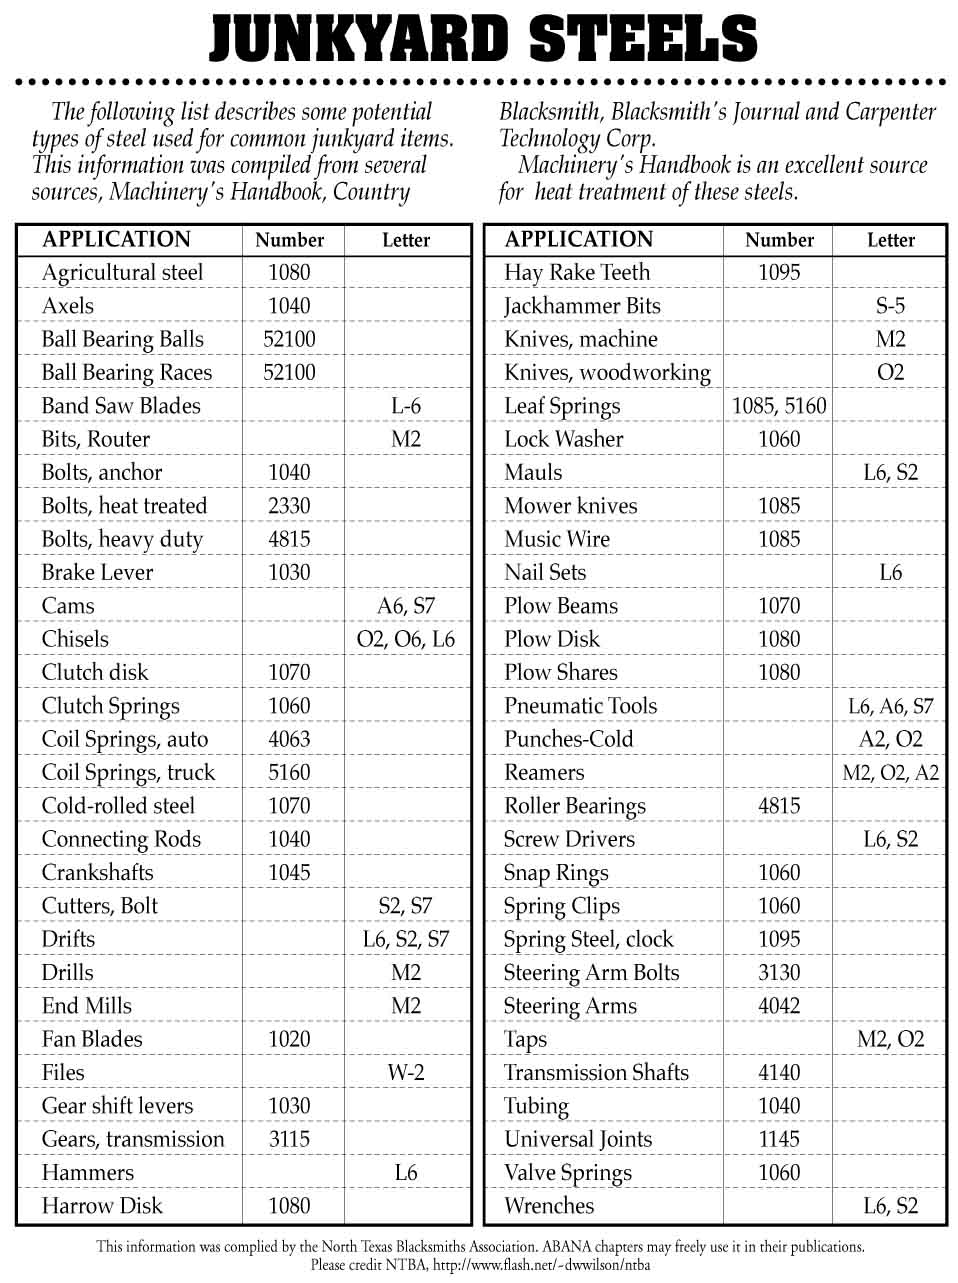 JUNKYARD STEELS
The following list describes some potential
types of steel used for common junkyard items.
This information was compiled from several
sources, Machinery's Handbook, Country
Blacksmith, Blacksmith's Journal and Carpenter
Technology Corp.
Machinery's Handbook is an excellent source
for heat treatment of these steels.
APPLICATION Number Letter
Agricultural steel 1080
Axels 1040
Ball Bearing Balls 52100
Ball Bearing Races 52100
Band Saw Blades L-6
Bits, Router M2
Bolts, anchor 1040
Bolts, heat treated 2330
Bolts, heavy duty 4815
Brake Lever 1030
Cams A6, S7
Chisels O2, O6, L6
Clutch disk 1070
Clutch Springs 1060
Coil Springs, auto 4063
Coil Springs, truck 5160
Cold-rolled steel 1070
Connecting Rods 1040
Crankshafts 1045
Cutters, Bolt S2, S7
Drifts L6, S2, S7
Drills M2
End Mills M2
Fan Blades 1020
Files W-2
Gear shift levers 1030
Gears, transmission 3115
Hammers L6
Harrow Disk 1080
APPLICATION Number Letter
Hay Rake Teeth 1095
Jackhammer Bits S-5
Knives, machine M2
Knives, woodworking O2
Leaf Springs 1085, 5160
Lock Washer 1060
Mauls L6, S2
Mower knives 1085
Music Wire 1085
Nail Sets L6
Plow Beams 1070
Plow Disk 1080
Plow Shares 1080
Pneumatic Tools L6, A6, S7
Punches-Cold A2, O2
Reamers M2, O2, A2
Roller Bearings 4815
Screw Drivers L6, S2
Snap Rings 1060
Spring Clips 1060
Spring Steel, clock 1095
Steering Arm Bolts 3130
Steering Arms 4042
Taps M2, O2
Transmission Shafts 4140
Tubing 1040
Universal Joints 1145
Valve Springs 1060
Wrenches L6, S2
This information was complied by the North Texas Blacksmiths Association. ABANA chapters may freely use it in their publications.
Please credit NTBA, http://www.flash.net/~dwwilson/ntba